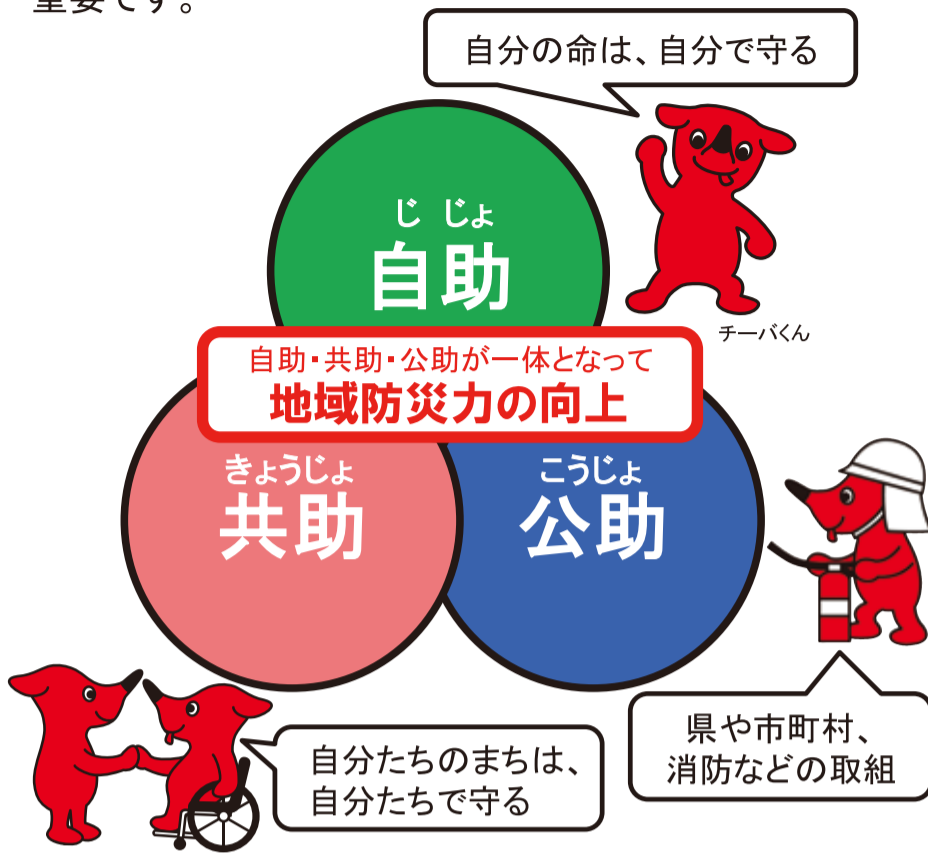 重要です。
自分の命は、自分で守る
じ じょ
自助
チーバくん
自助・共助・公助が一体となって
地域防災力の向上
きょうじょ
共助
こうじょ
公助
自分たちのまちは、
自分たちで守る
県や市町村、
消防などの取組